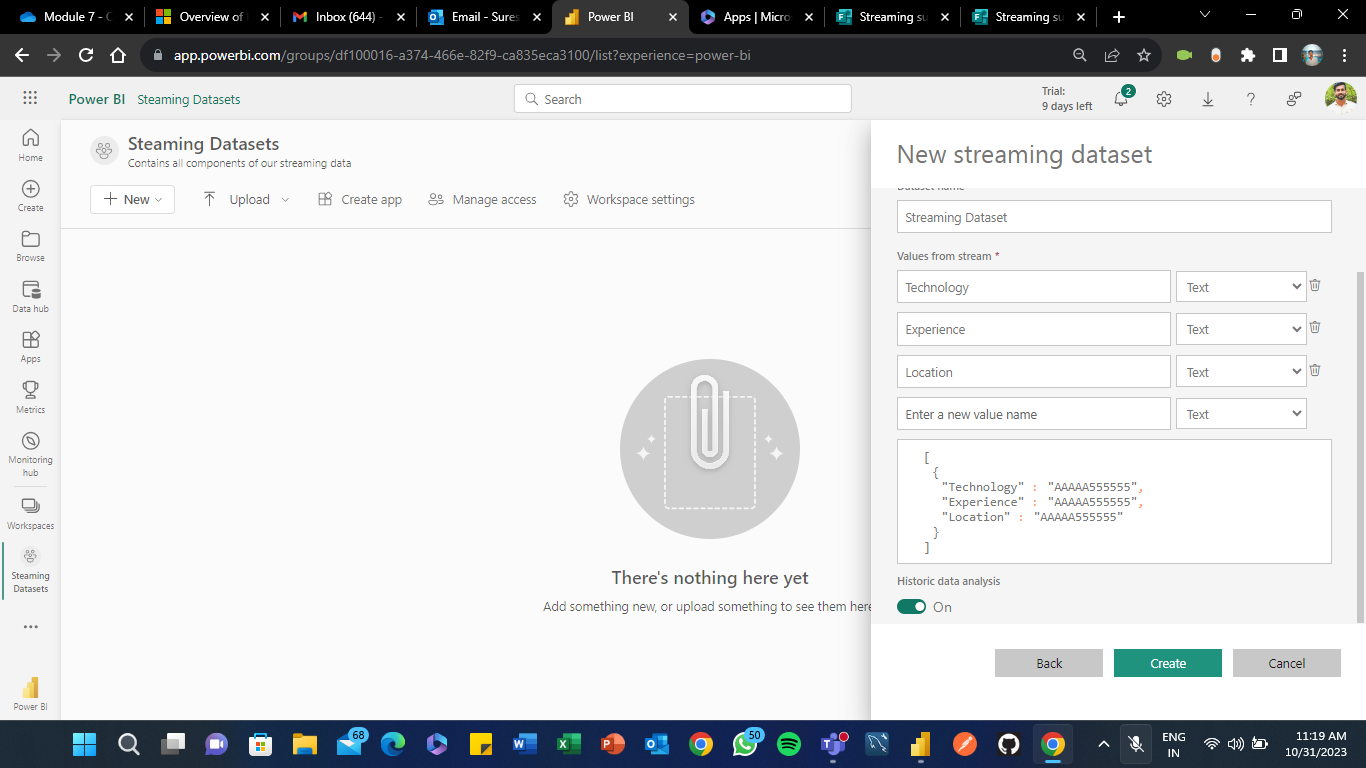 Module 7 - C
Overview of
Inbox (644) -
Email - Sures
Power BI
Apps | Micro
Streaming su
Streaming su
app.powerbi.com/groups/df100016-a374-466e-82f9-ca835eca3100/list?experience=power-bi
Power BI Steaming Datasets
Search
Trial:
9 days left
2
Home
Create
Browse
Data hub
Apps
Metrics
Monitoring
hub
Workspaces
Steaming
Datasets
Power BI
Steaming Datasets
Contains all components of our streaming data
New
Upload
Create app
Manage access
Workspace settings
There's nothing here yet
Add something new, or upload something to see them here
New streaming dataset
Dataset name
Streaming Dataset
Values from stream *
Technology Text
Experience Text
Location Text
Enter a new value name Text
[
{
"Technology" : "AAAAA555555",
"Experience" : "AAAAA555555",
"Location" : "AAAAA555555"
}
]
Historic data analysis
On
Back
Create
Cancel
68
50
ENG
IN
11:19 AM
10/31/2023